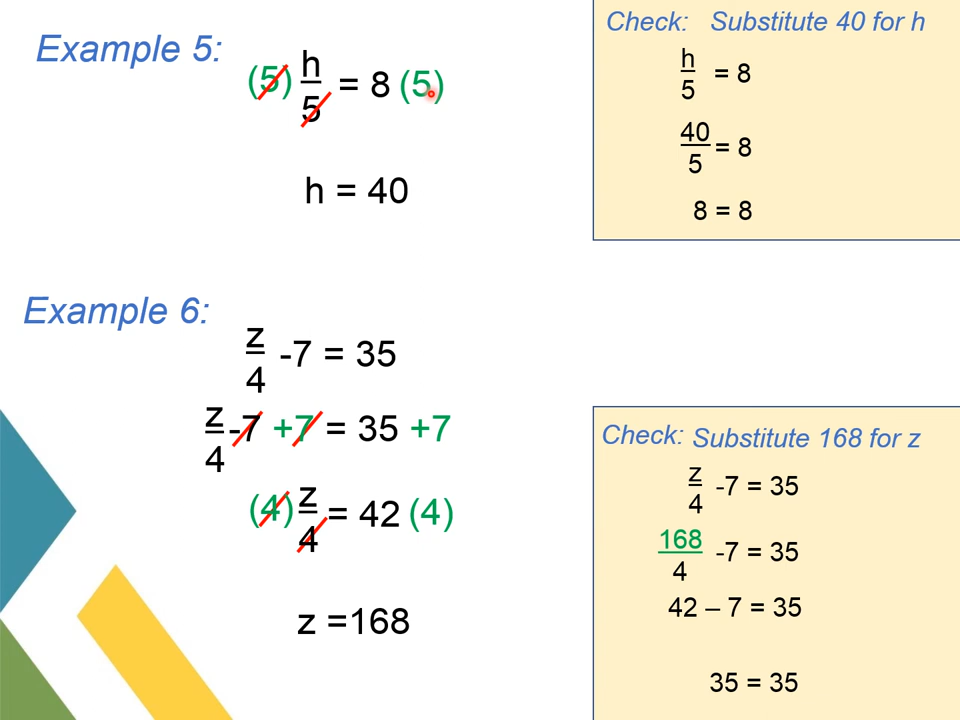 Example 5:
(5) h/5 = 8 (5)
h = 40
Check: Substitute 40 for h
h/5 = 8
40/5 = 8
8 = 8
Example 6:
z/4 -7 = 35
z/4 -7 +7 = 35 +7
(4) z/4 = 42 (4)
z =168
Check: Substitute 168 for z
z/4 -7 = 35
168/4 -7 = 35
42 – 7 = 35
35 = 35